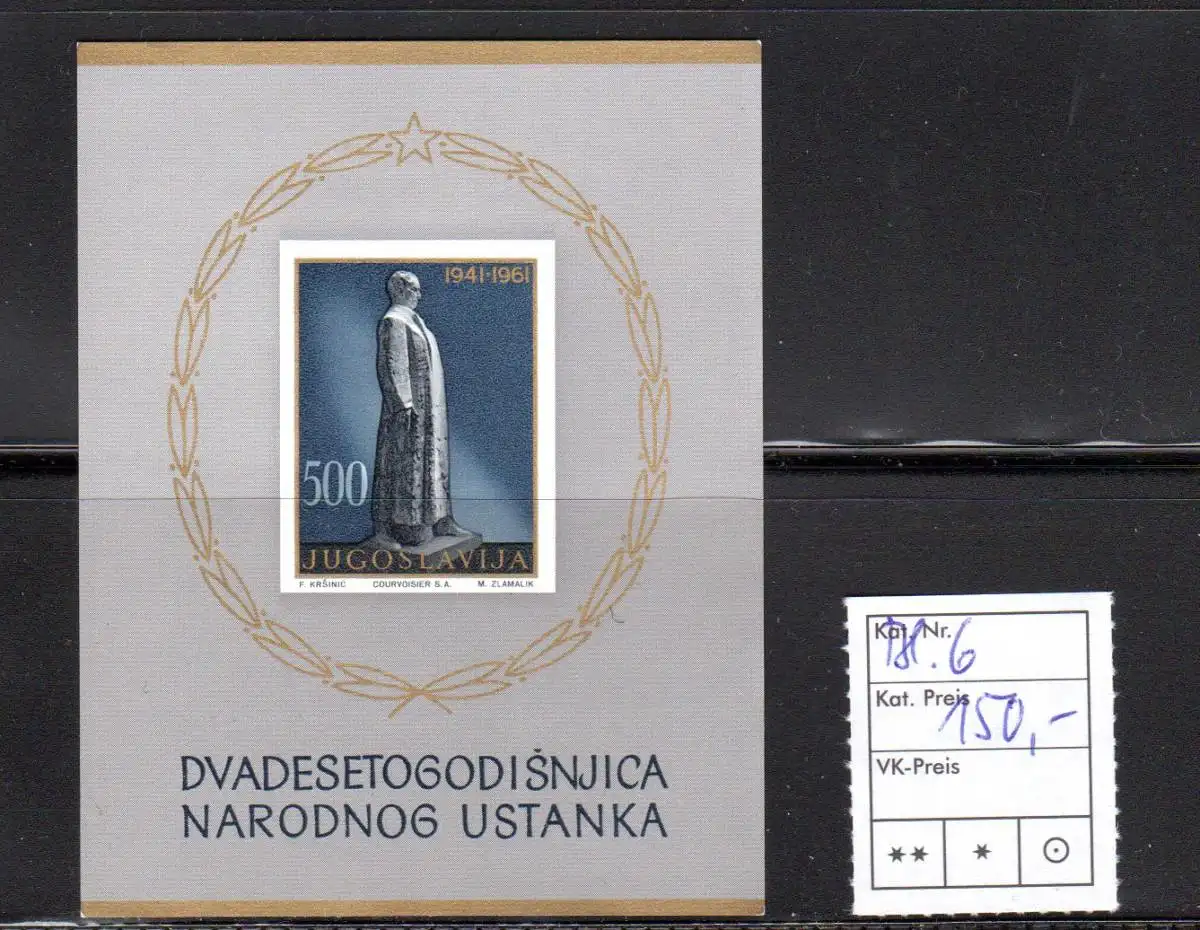 1941·1961
500
JUGOSLAVIJA
F. KRŠINIĆ COURVOISIER S.A. M. ZLAMALIK
DVADESETOGODIŠNJICA
NARODNOG USTANKA
Kat. Nr.
Bl. 6
Kat. Preis
150,-
VK-Preis